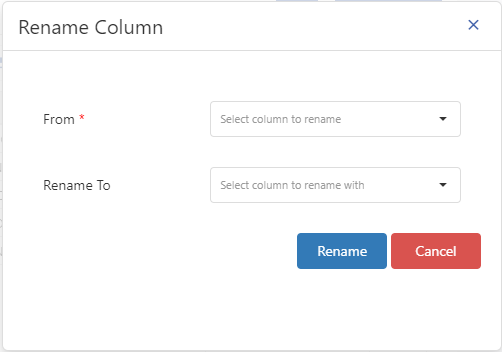 Rename Column
From *
Select column to rename
Rename To
Select column to rename with
Rename
Cancel